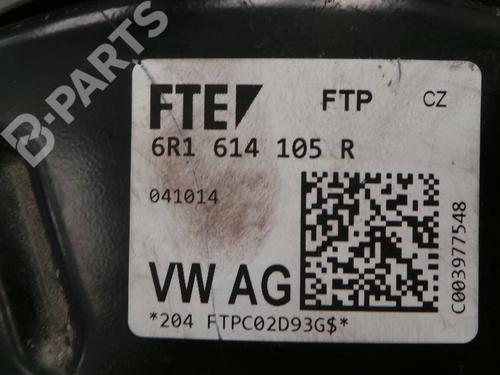 B-PARTS
FTE FTP CZ
6R1 614 105 R
041014
VW AG
*204 FTPC02D93G$*
C003977548